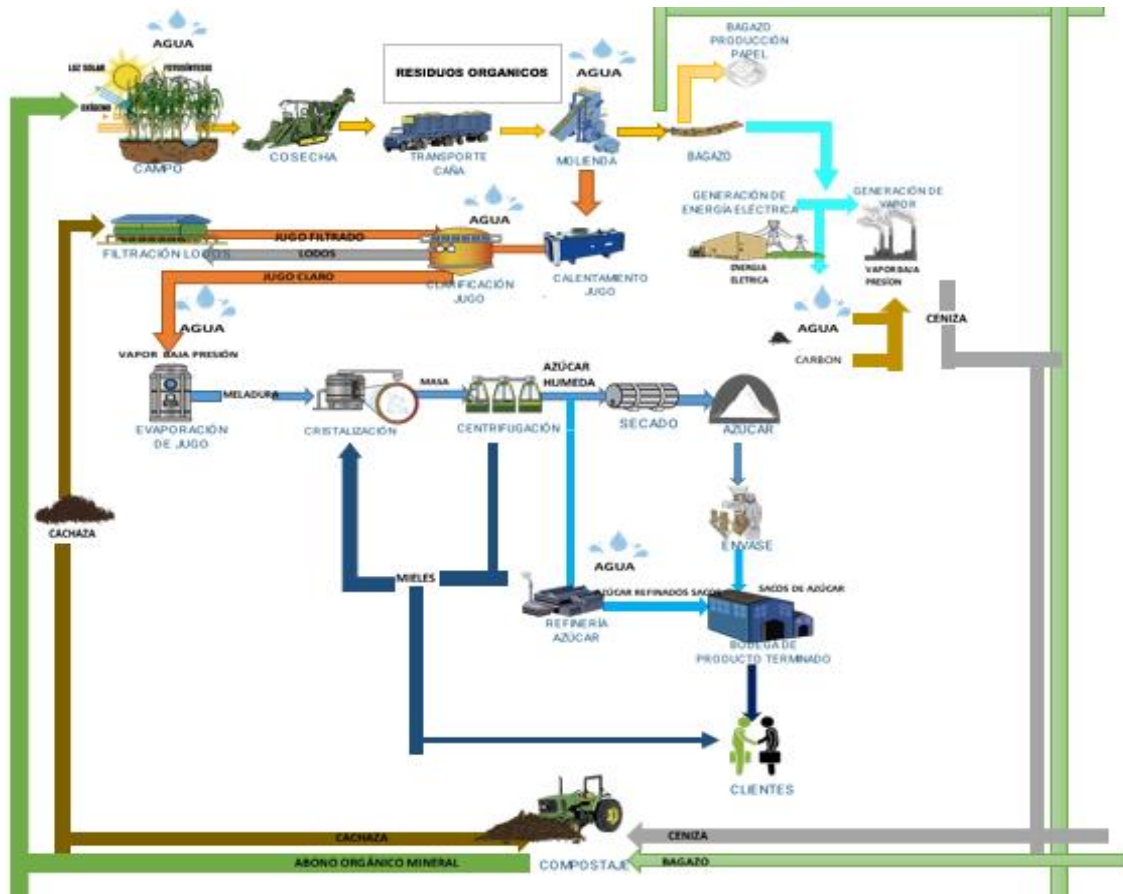 BAGAZO
PRODUCCIÓN
PAPEL
AGUA
LUZ SOLAR
FOTOSÍNTESIS
OXÍGENO
RESIDUOS ORGANICOS
AGUA
CAMPO
COSECHA
TRANSPORTE
CAÑA
MOLIENDA
BAGAZO
GENERACIÓN DE
ENERGÍA ELÉCTRICA
GENERACIÓN DE
VAPOR
ENERGIA
ELETRICA
VAPOR BAJA
PRESÍON
AGUA
JUGO FILTRADO
LODOS
FILTRACIÓN LODOS
JUGO CLARO
CLARIFICACIÓN
JUGO
CALENTAMIENTO
JUGO
AGUA
AGUA
CARBON
CENIZA
VAPOR BAJA PRESIÓN
MELADURA
EVAPORACIÓN
DE JUGO
CRISTALIZACIÓN
MASA
CENTRIFUGACIÓN
AZÚCAR
HUMEDA
SECADO
AZÚCAR
ENVASE
CACHAZA
MIELES
AGUA
AZÚCAR REFINADOS SACOS
REFINERÍA
AZÚCAR
SACOS DE AZÚCAR
BODEGA DE
PRODUCTO TERMINADO
CLIENTES
CACHAZA
CENIZA
ABONO ORGÁNICO MINERAL
COMPOSTAJE
BAGAZO